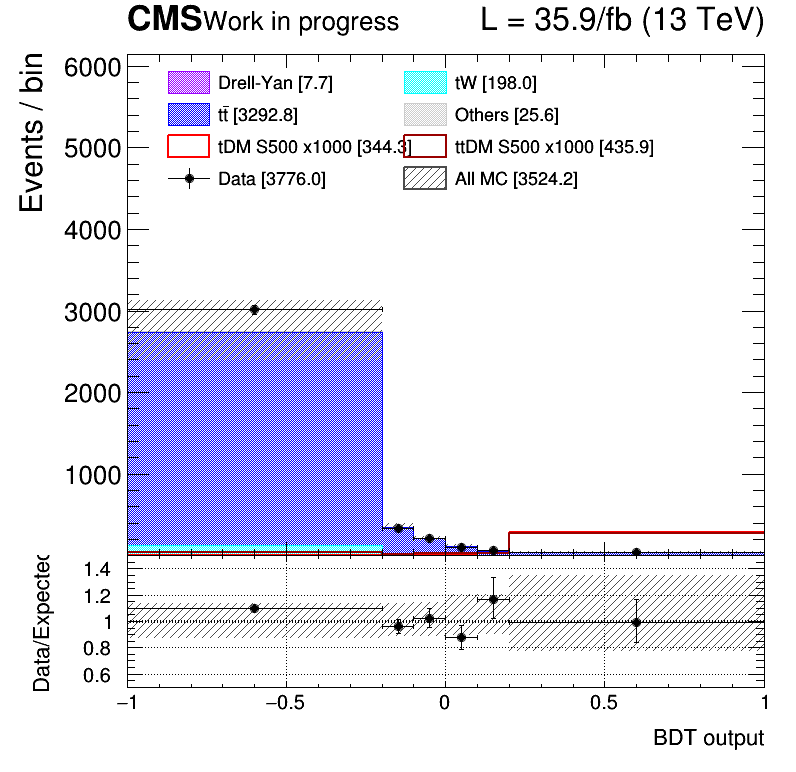 CMS Work in progress L = 35.9/fb (13 TeV)
Events / bin
6000
5000
4000
3000
2000
1000
Drell-Yan [7.7]
tW [198.0]
tt̄ [3292.8]
Others [25.6]
tDM S500 x1000 [344.3]
ttDM S500 x1000 [435.9]
Data [3776.0]
All MC [3524.2]
Data/Expected
1.4
1.2
1
0.8
0.6
−1 −0.5 0 0.5 1
BDT output